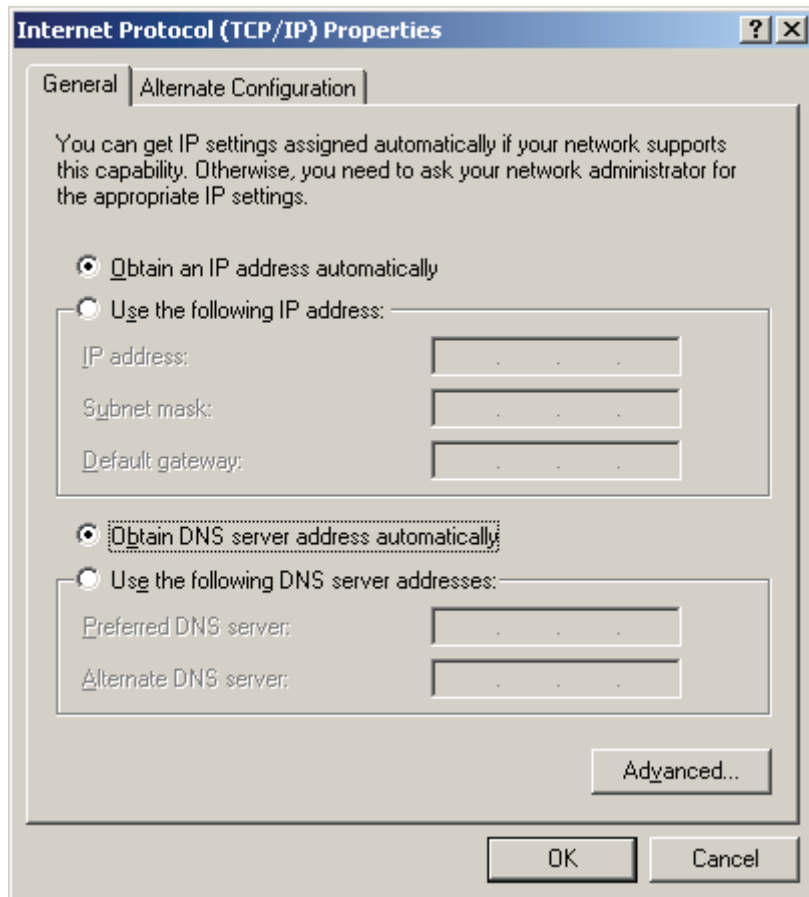 Internet Protocol (TCP/IP) Properties
General
Alternate Configuration
You can get IP settings assigned automatically if your network supports
this capability. Otherwise, you need to ask your network administrator for
the appropriate IP settings.
Obtain an IP address automatically
Use the following IP address:
IP address:
Subnet mask:
Default gateway:
Obtain DNS server address automatically
Use the following DNS server addresses:
Preferred DNS server:
Alternate DNS server:
Advanced...
OK
Cancel